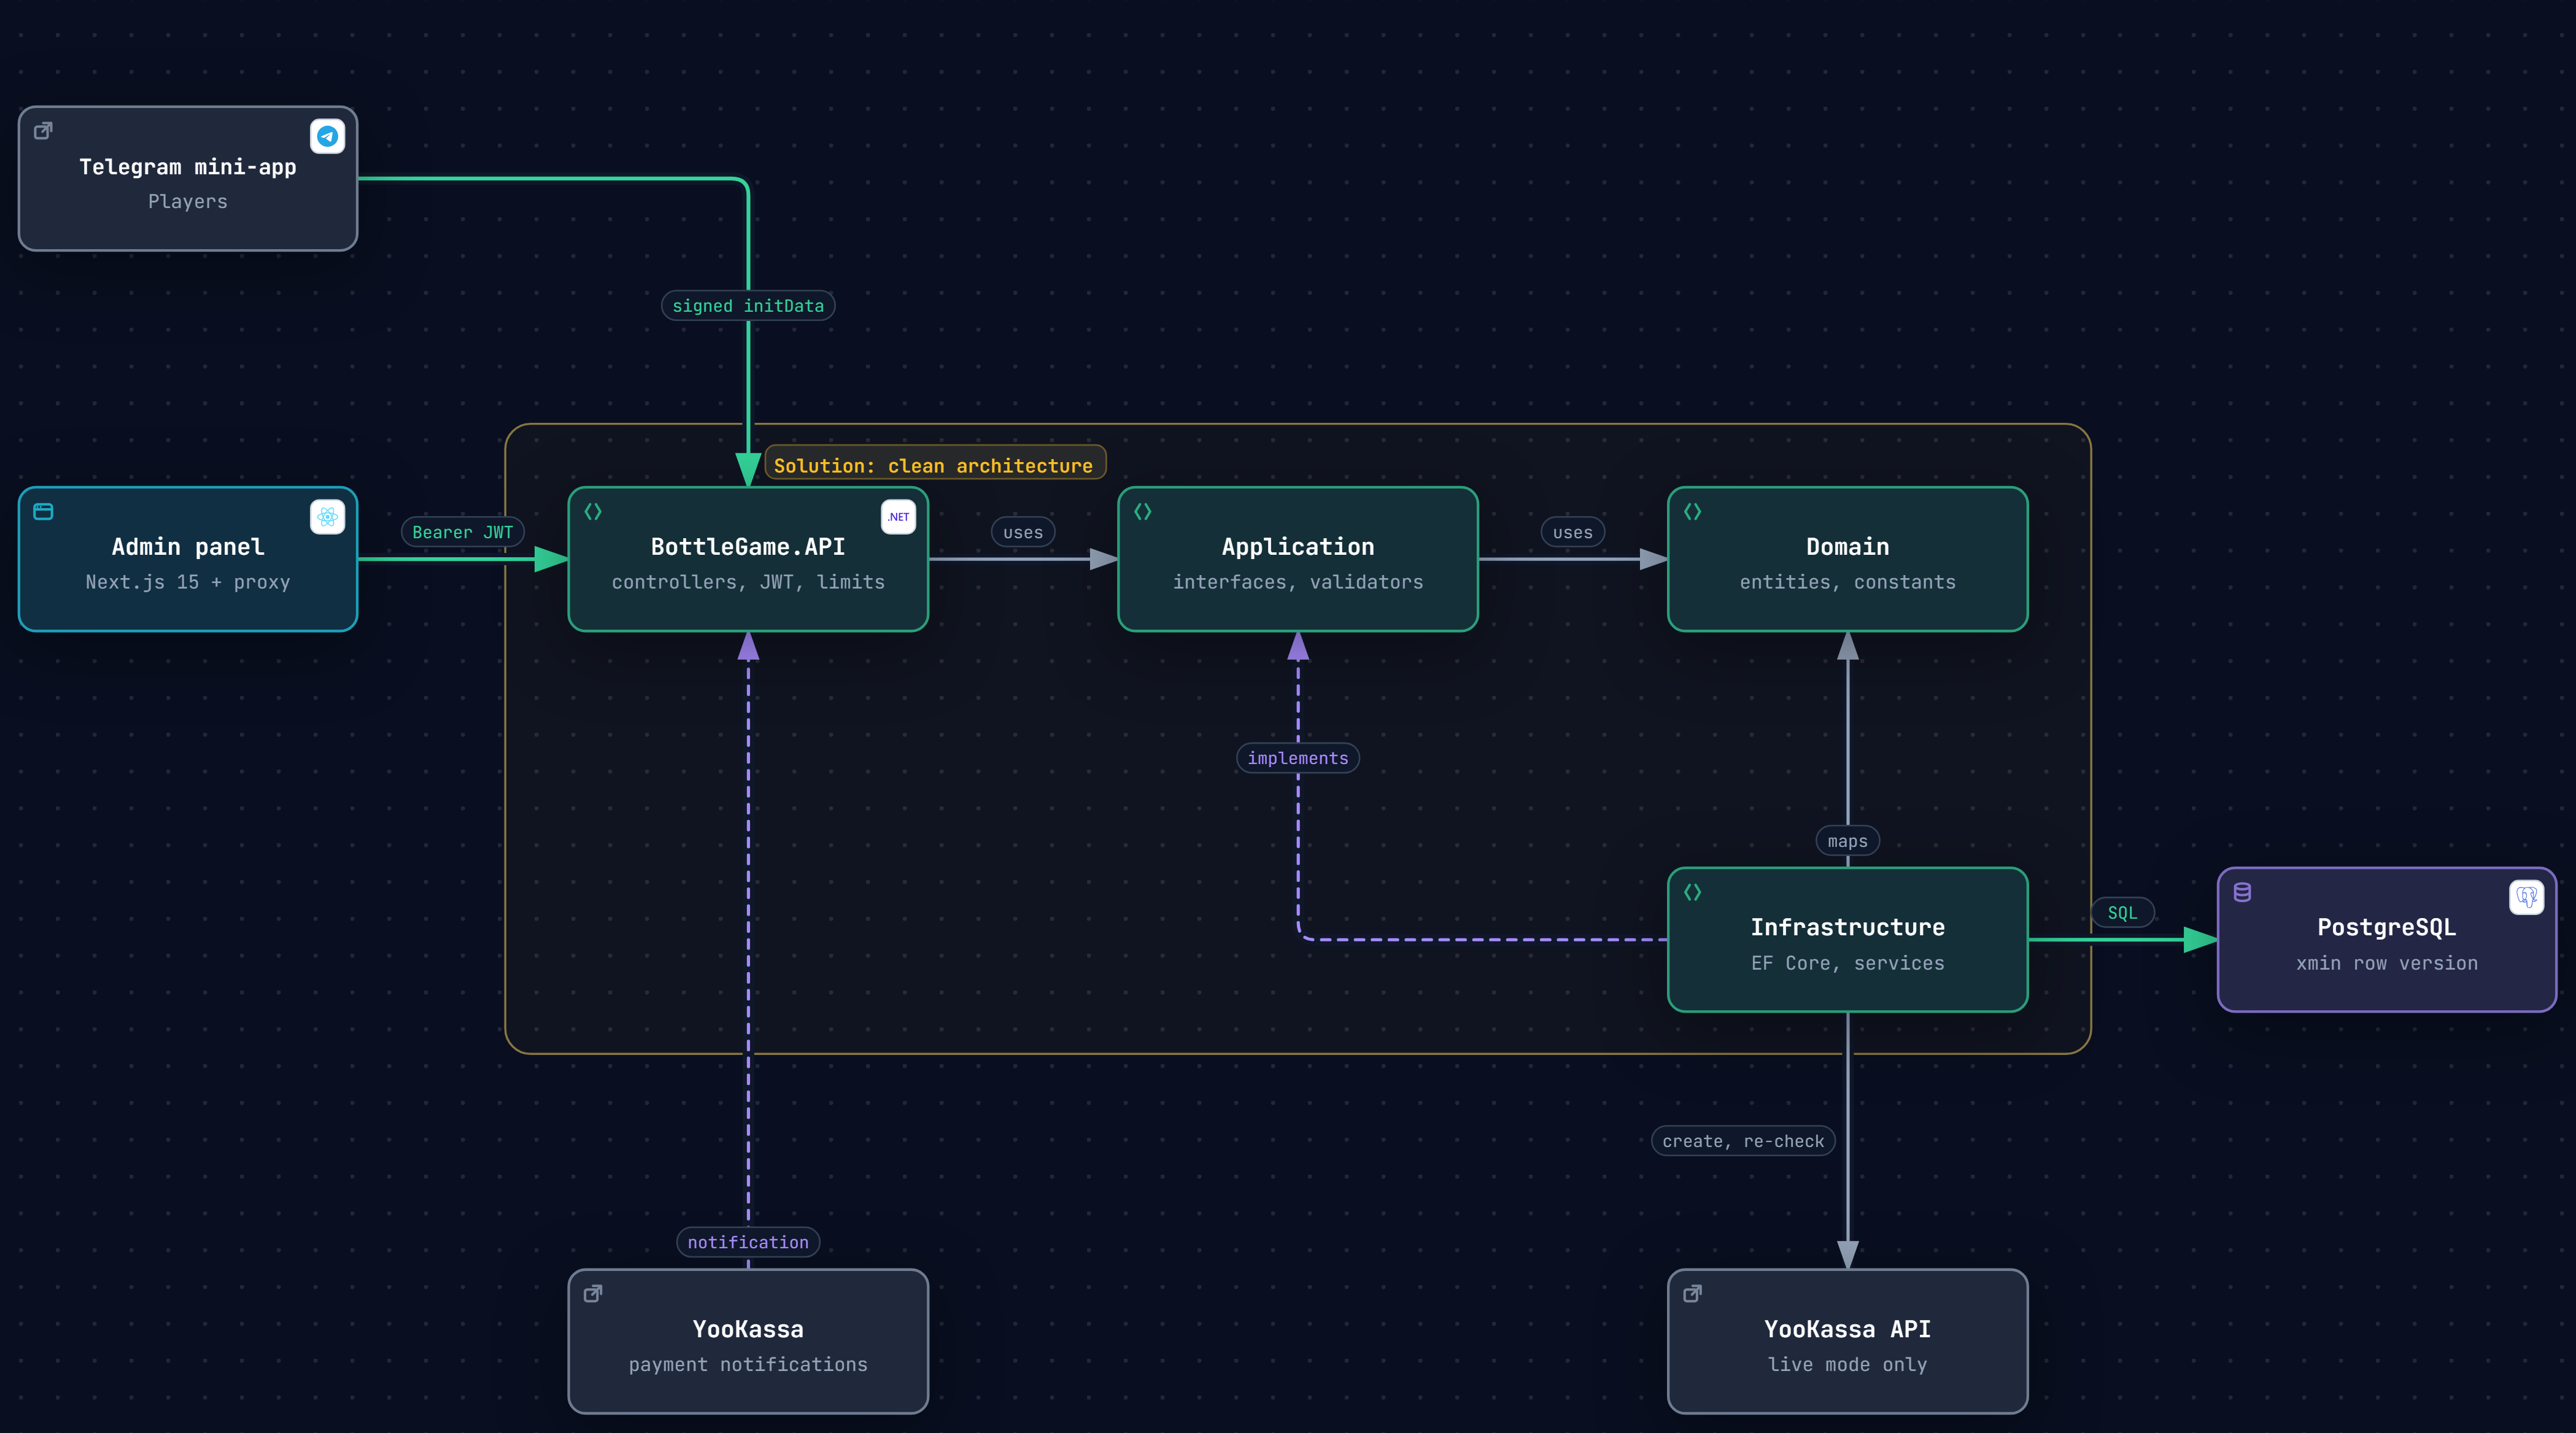 Telegram mini-app
Players
signed initData
Solution: clean architecture
Admin panel
Next.js 15 + proxy
Bearer JWT
.NET
BottleGame.API
controllers, JWT, limits
uses
Application
interfaces, validators
uses
Domain
entities, constants
implements
maps
Infrastructure
EF Core, services
SQL
PostgreSQL
xmin row version
create, re-check
notification
YooKassa
payment notifications
YooKassa API
live mode only